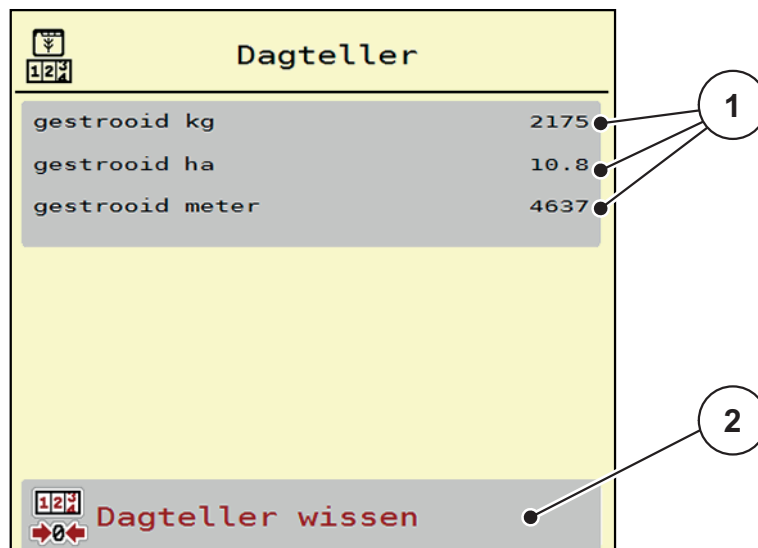 Dagteller
gestrooid kg 2175
gestrooid ha 10.8
gestrooid meter 4637
1
2
Dagteller wissen